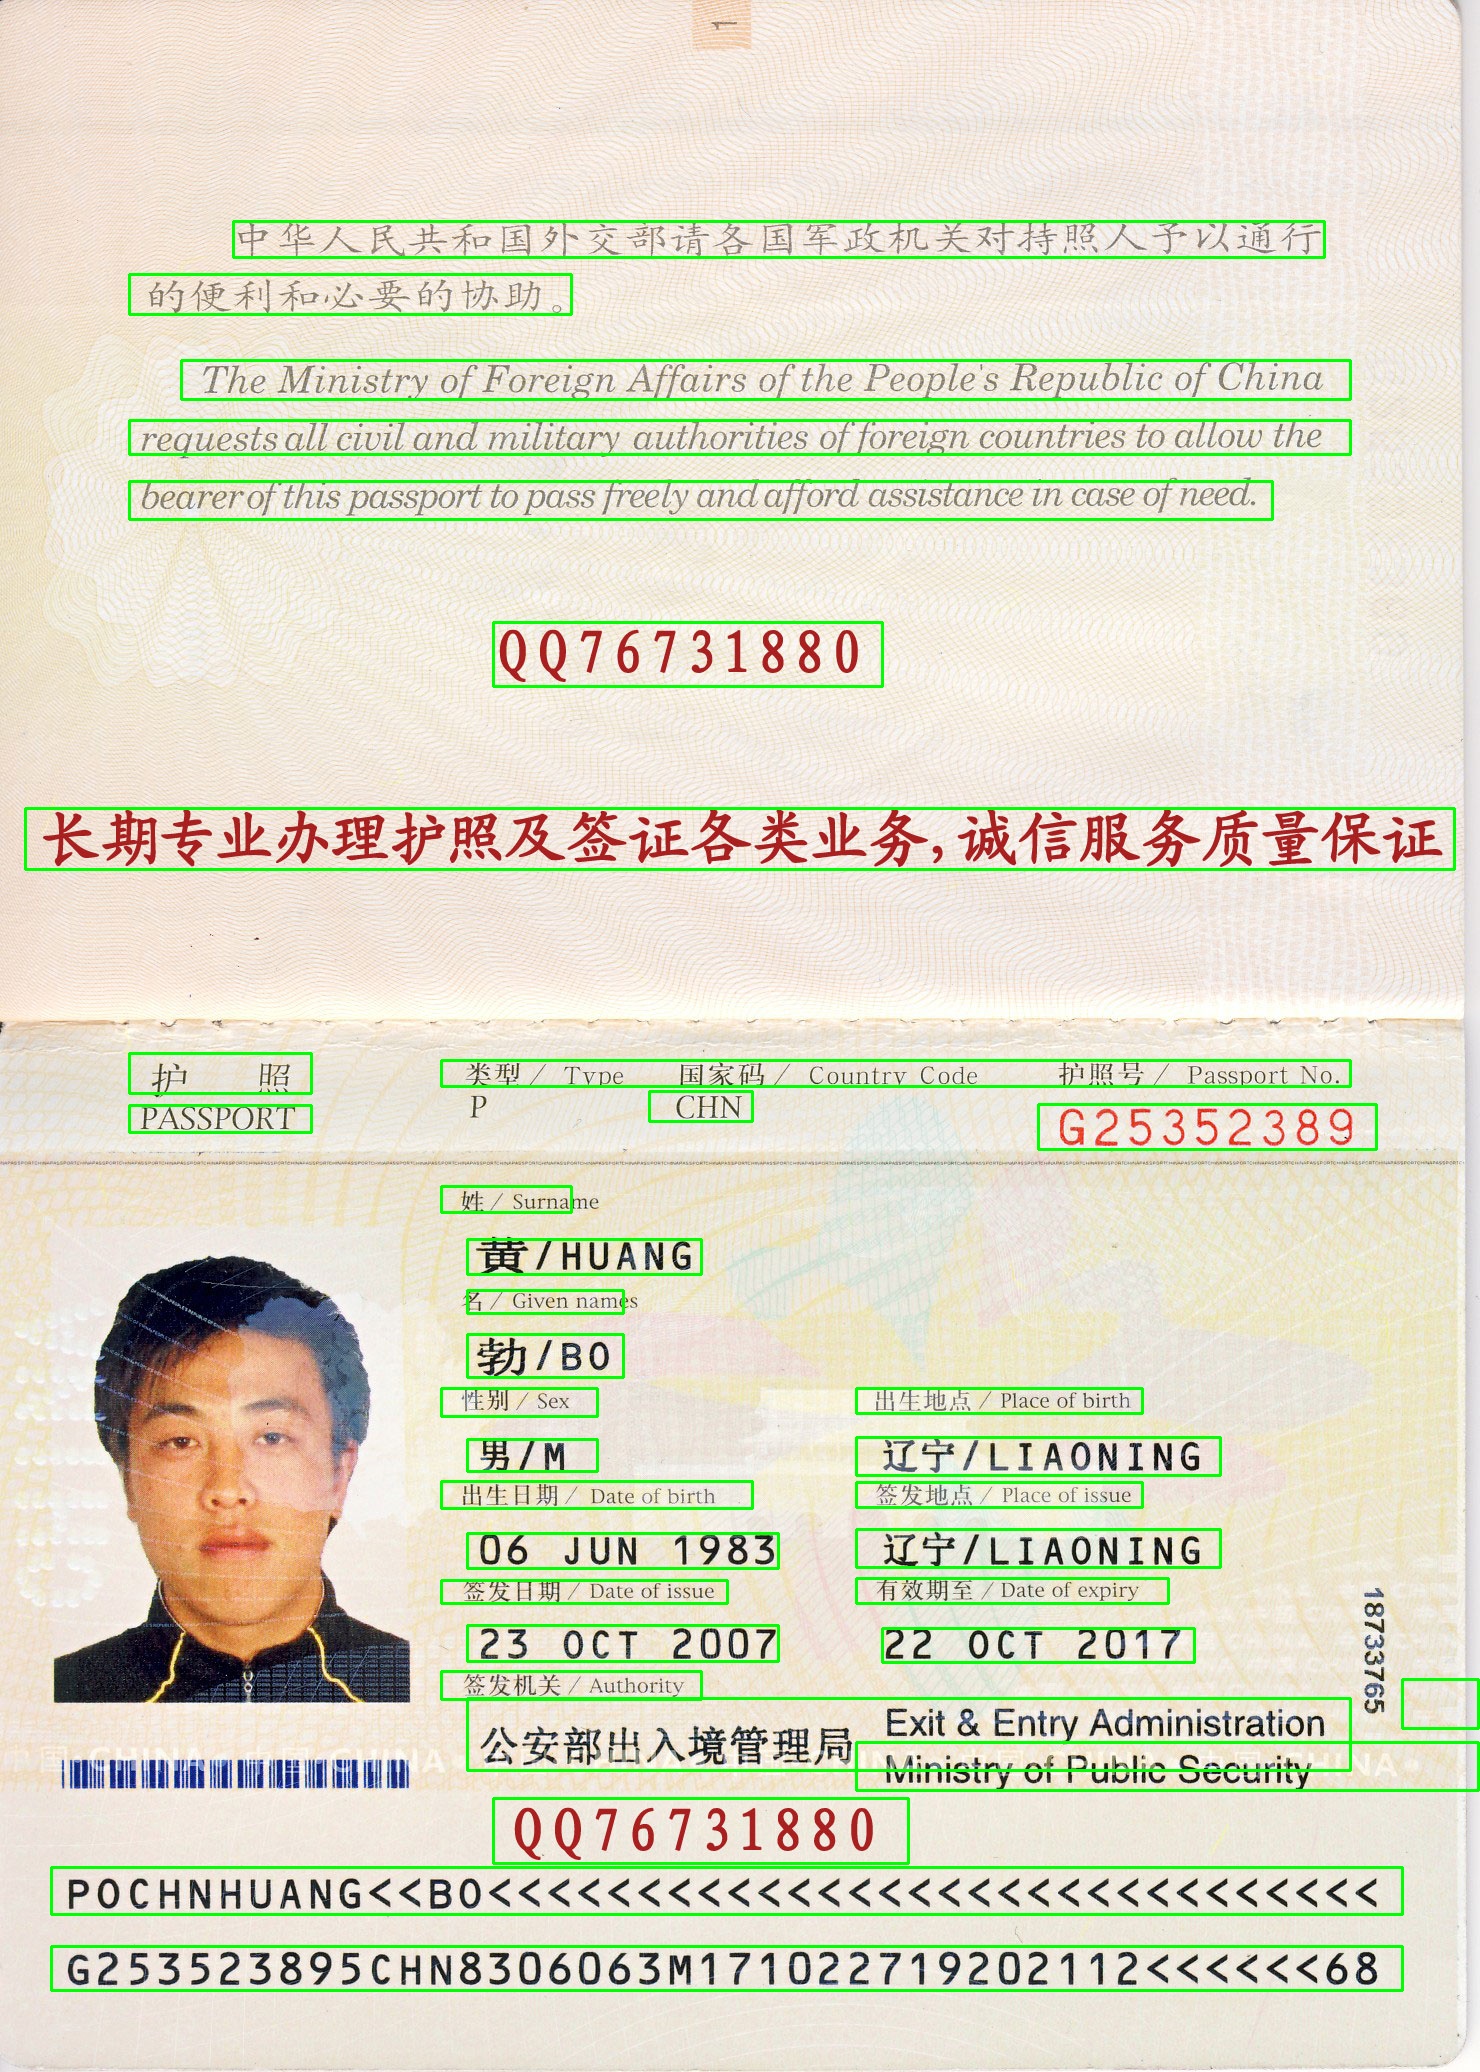 1
中华人民共和国外交部请各国军政机关对持照人予以通行
的便利和必要的协助。
The Ministry of Foreign Affairs of the People's Republic of China
requests all civil and military authorities of foreign countries to allow the
bearer of this passport to pass freely and afford assistance in case of need.
QQ76731880
长期专业办理护照及签证各类业务,诚信服务质量保证
护 照 类型 / Type 国家码 / Country Code 护照号 / Passport No.
PASSPORT P CHN G25352389
姓 / Surname
黄/HUANG
名 / Given names
勃/BO
性别 / Sex 出生地点 / Place of birth
男/M 辽宁/LIAONING
出生日期 / Date of birth 签发地点 / Place of issue
06 JUN 1983 辽宁/LIAONING
签发日期 / Date of issue 有效期至 / Date of expiry
23 OCT 2007 22 OCT 2017
18733765
签发机关 / Authority
公安部出入境管理局 Exit & Entry Administration
Ministry of Public Security
QQ76731880
POCHNHUANG<<BO<<<<<<<<<<<<<<<<<<<<<<<<<<<<<<
G253523895CHN8306063M171022719202112<<<<<<68